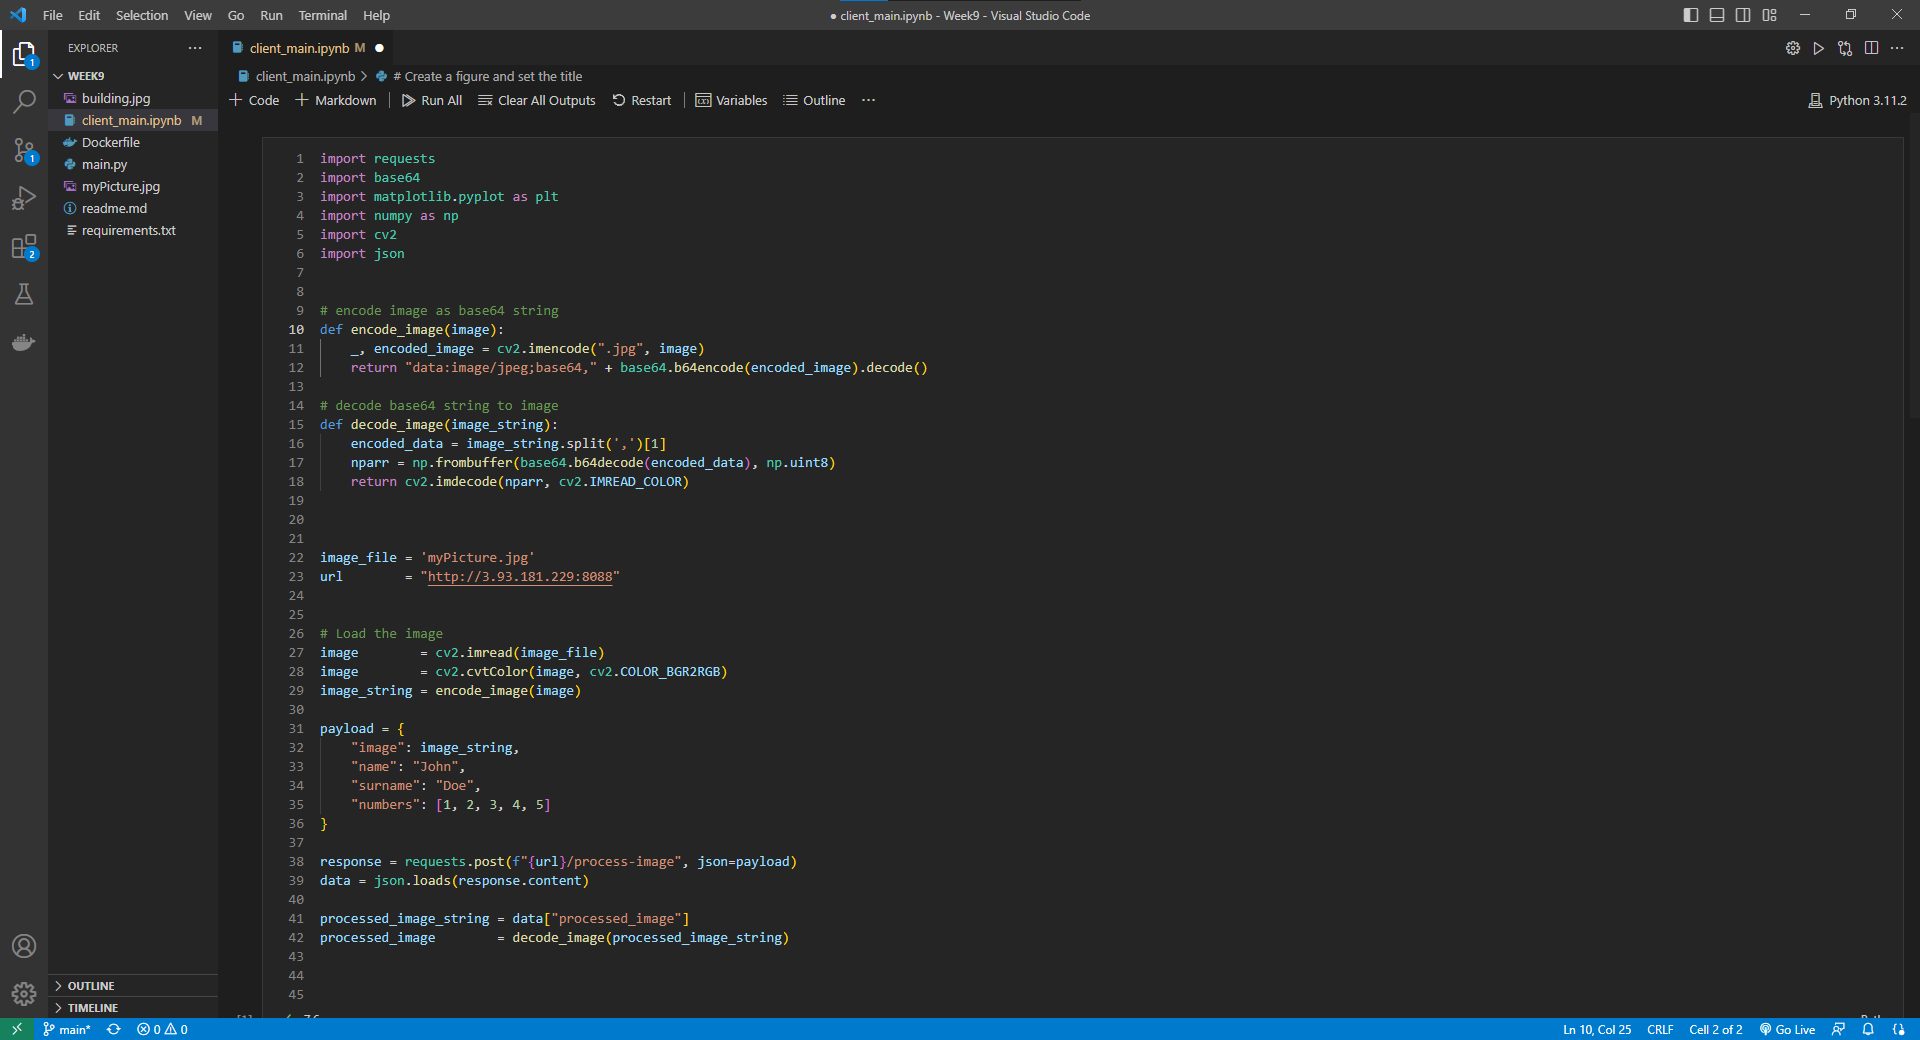 File Edit Selection View Go Run Terminal Help
● client_main.ipynb - Week9 - Visual Studio Code
EXPLORER
WEEK9
building.jpg
client_main.ipynb M
Dockerfile
main.py
myPicture.jpg
readme.md
requirements.txt
OUTLINE
TIMELINE
client_main.ipynb M
client_main.ipynb > # Create a figure and set the title
+ Code + Markdown Run All Clear All Outputs Restart Variables Outline ...
Python 3.11.2
1 import requests
2 import base64
3 import matplotlib.pyplot as plt
4 import numpy as np
5 import cv2
6 import json
7
8
9 # encode image as base64 string
10 def encode_image(image):
11 _, encoded_image = cv2.imencode(".jpg", image)
12 return "data:image/jpeg;base64," + base64.b64encode(encoded_image).decode()
13
14 # decode base64 string to image
15 def decode_image(image_string):
16 encoded_data = image_string.split(',')[1]
17 nparr = np.frombuffer(base64.b64decode(encoded_data), np.uint8)
18 return cv2.imdecode(nparr, cv2.IMREAD_COLOR)
19
20
21
22 image_file = 'myPicture.jpg'
23 url = "http://3.93.181.229:8088"
24
25
26 # Load the image
27 image = cv2.imread(image_file)
28 image = cv2.cvtColor(image, cv2.COLOR_BGR2RGB)
29 image_string = encode_image(image)
30
31 payload = {
32 "image": image_string,
33 "name": "John",
34 "surname": "Doe",
35 "numbers": [1, 2, 3, 4, 5]
36 }
37
38 response = requests.post(f"{url}/process-image", json=payload)
39 data = json.loads(response.content)
40
41 processed_image_string = data["processed_image"]
42 processed_image = decode_image(processed_image_string)
43
44
45
main* 0 0
Ln 10, Col 25 CRLF Cell 2 of 2 Go Live